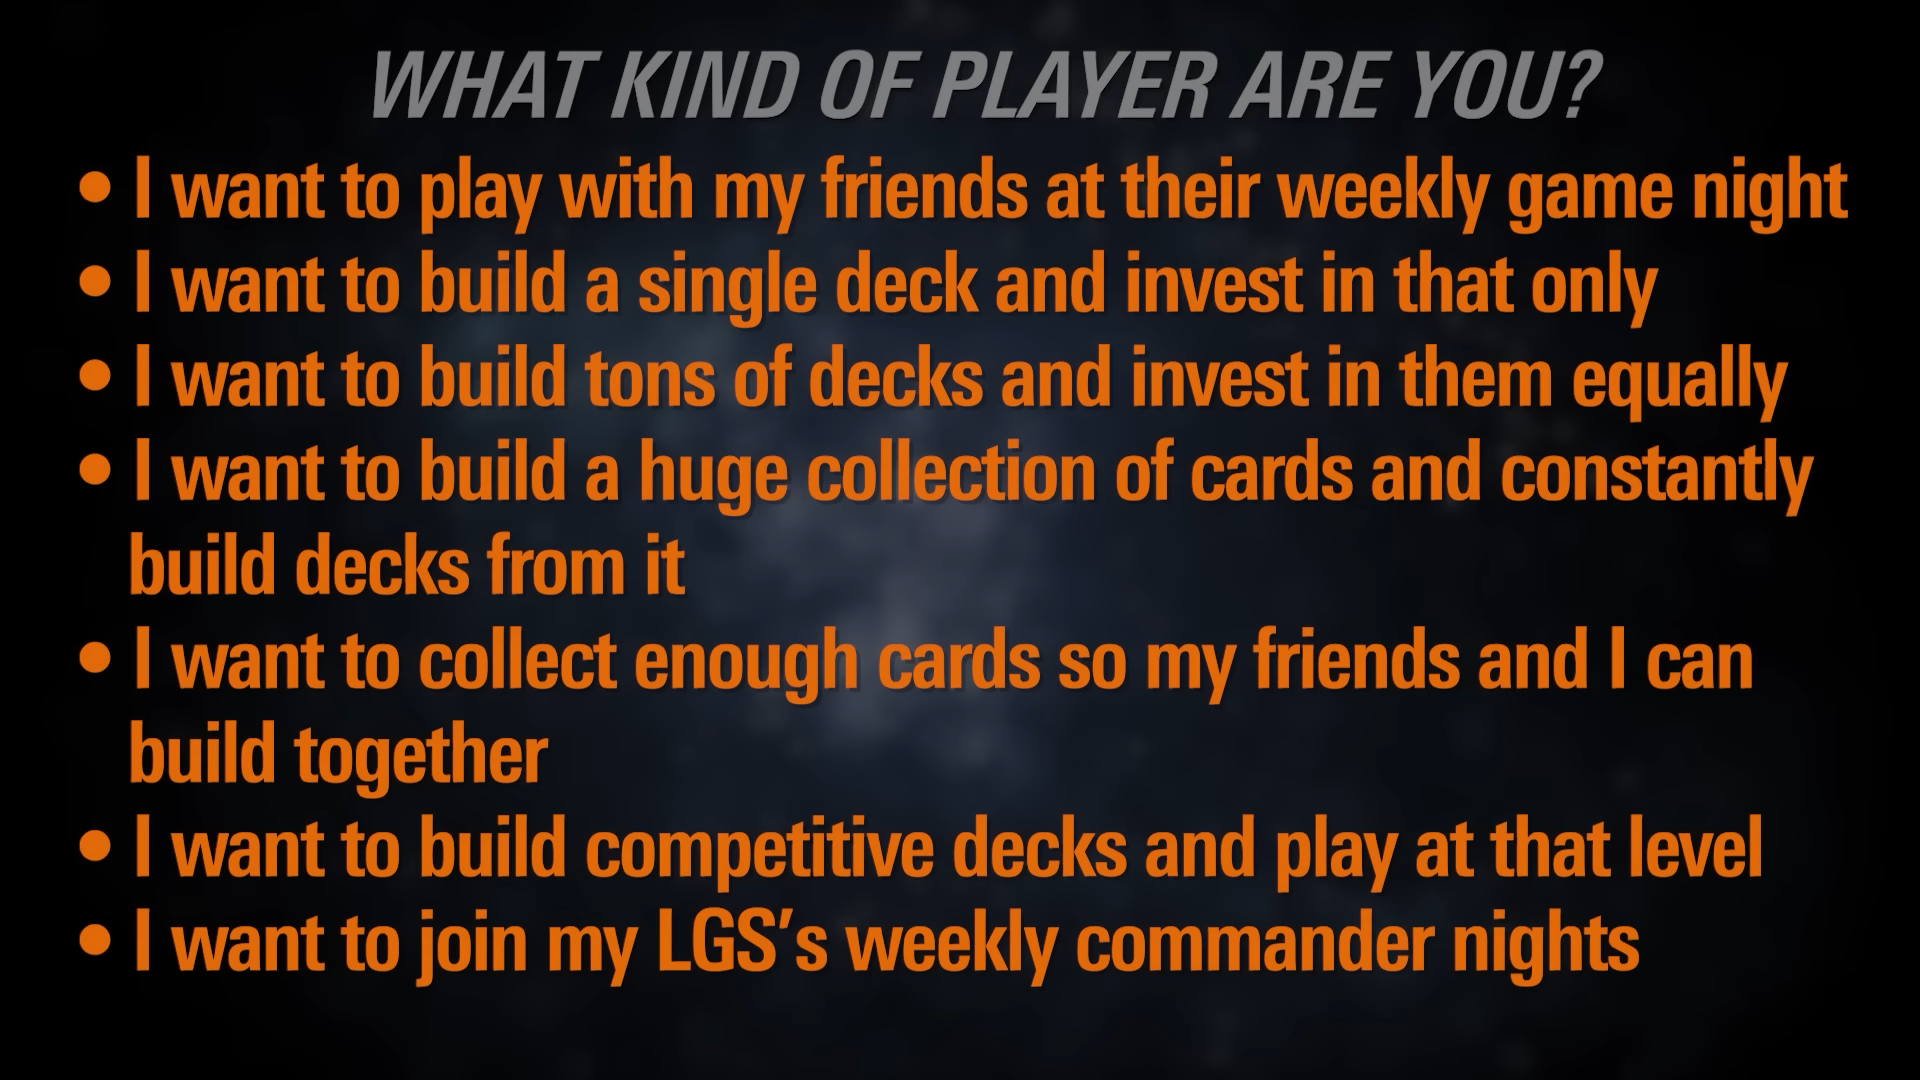 WHAT KIND OF PLAYER ARE YOU?
• I want to play with my friends at their weekly game night
• I want to build a single deck and invest in that only
• I want to build tons of decks and invest in them equally
• I want to build a huge collection of cards and constantly
build decks from it
• I want to collect enough cards so my friends and I can
build together
• I want to build competitive decks and play at that level
• I want to join my LGS’s weekly commander nights